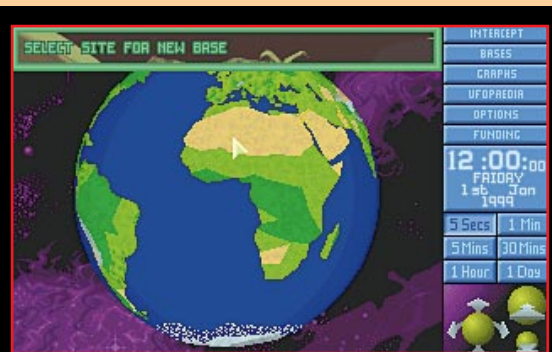 SELECT SITE FOR NEW BASE
INTERCEPT
BASES
GRAPHS
UFOPAEDIA
OPTIONS
FUNDING
12:00:00
FRIDAY
1st Jan
1999
5 Secs 1 Min
5 Mins 30 Mins
1 Hour 1 Day